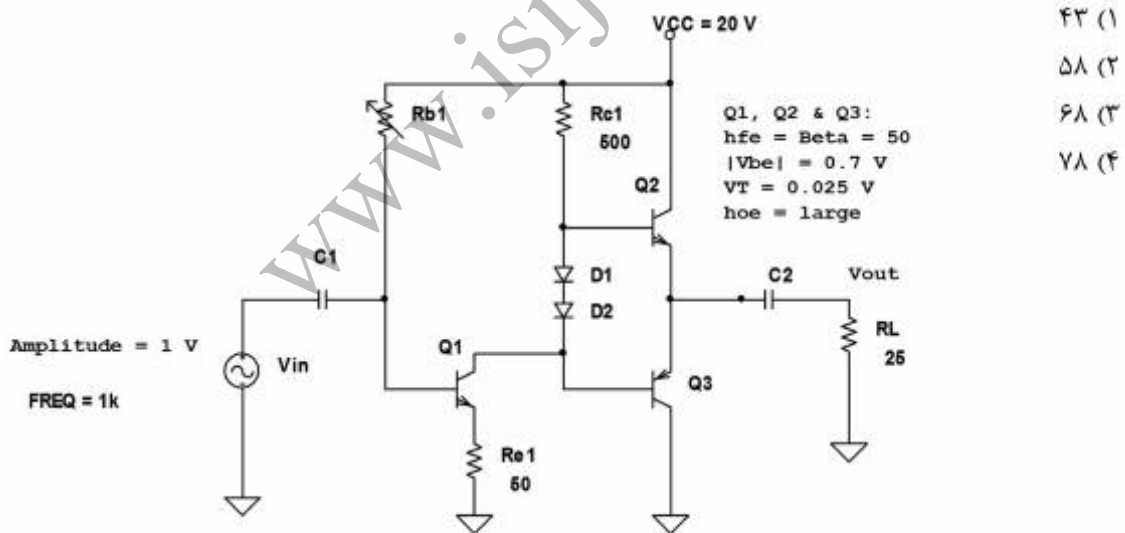 VCC = 20 V
۱) ۴۳
۲) ۵۸
۳) ۶۸
۴) ۷۸
Rb1
Rc1
500
Q1, Q2 & Q3:
hfe = Beta = 50
|Vbe| = 0.7 V
VT = 0.025 V
hoe = large
Q2
C1
D1
D2
C2
Vout
RL
25
Amplitude = 1 V
Vin
FREQ = 1k
Q1
Q3
Re1
50